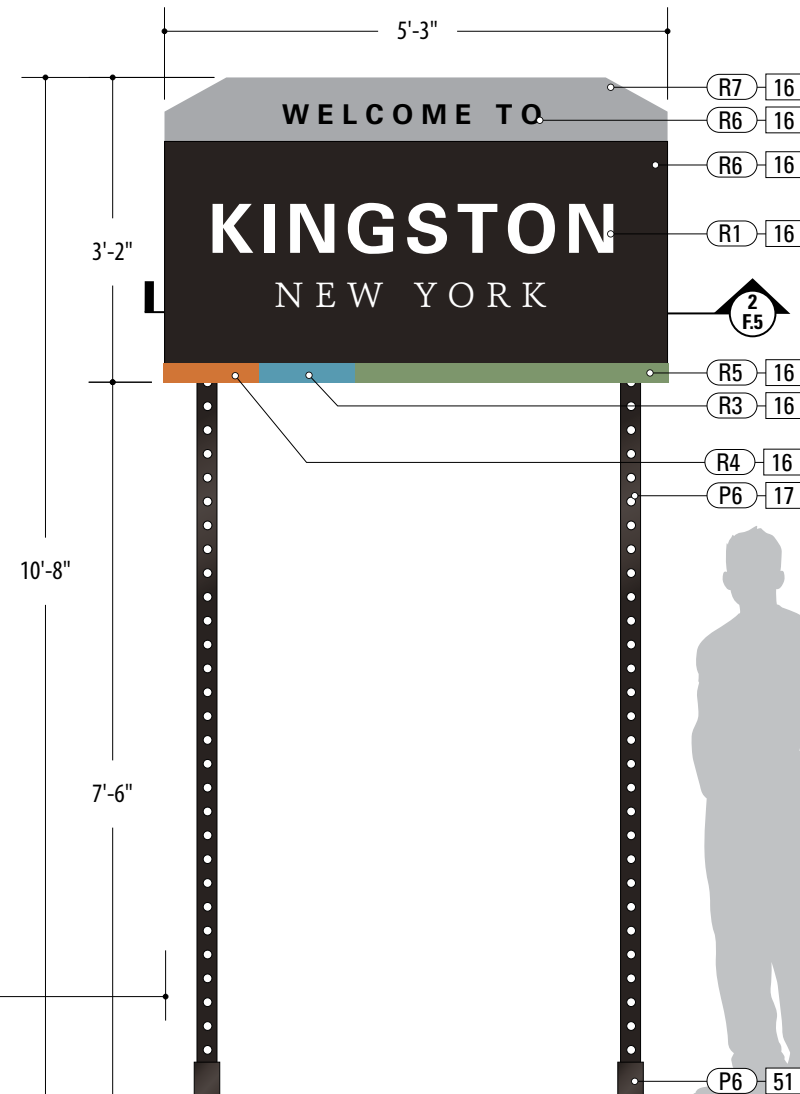 5'-3"
R7 16
WELCOME TO
R6 16
R6 16
KINGSTON
R1 16
3'-2"
NEW YORK
2
F.5
R5 16
R3 16
R4 16
P6 17
10'-8"
7'-6"
P6 51